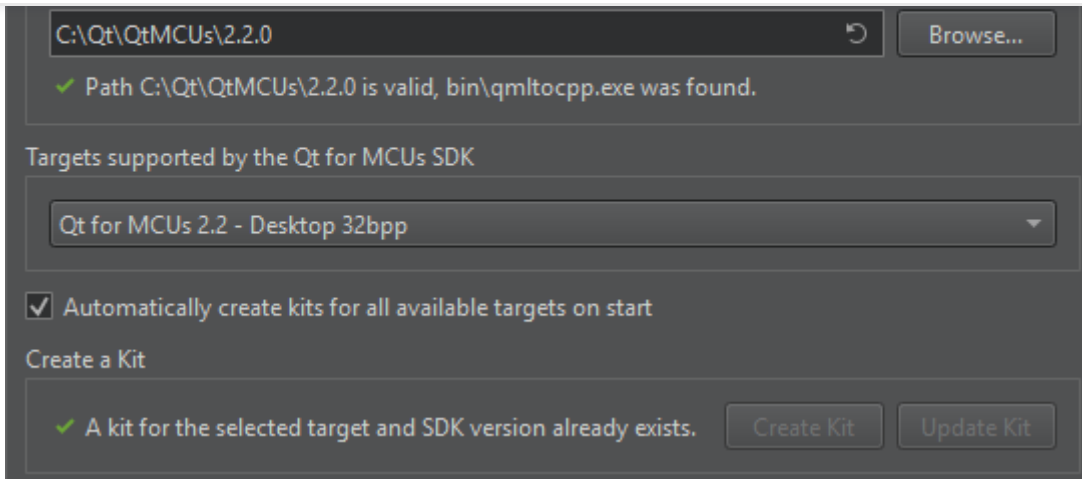 C:\Qt\QtMCUs\2.2.0
Browse...
Path C:\Qt\QtMCUs\2.2.0 is valid, bin\qmltocpp.exe was found.
Targets supported by the Qt for MCUs SDK
Qt for MCUs 2.2 - Desktop 32bpp
Automatically create kits for all available targets on start
Create a Kit
A kit for the selected target and SDK version already exists.
Create Kit
Update Kit